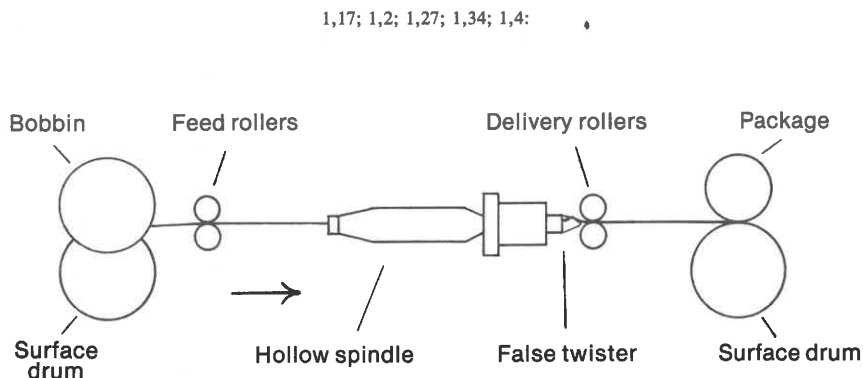 1,17; 1,2; 1,27; 1,34; 1,4:
Bobbin
Feed rollers
Delivery rollers
Package
Surface
drum
Hollow spindle
False twister
Surface drum